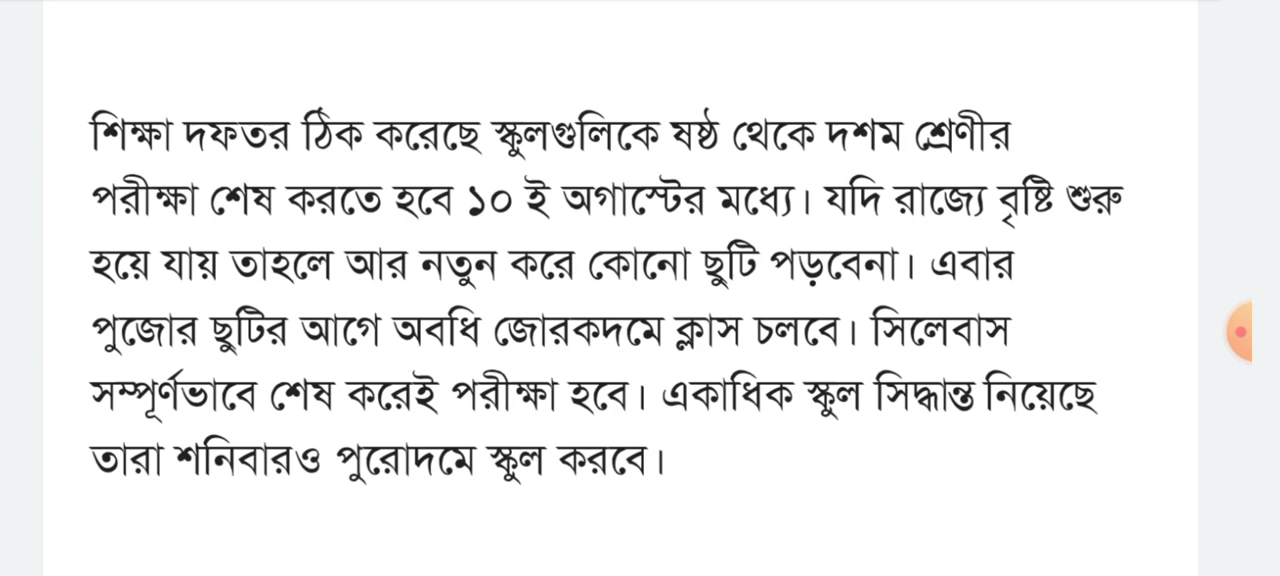 শিক্ষা দফতর ঠিক করেছে স্কুলগুলিকে ষষ্ঠ থেকে দশম শ্রেণীর
পরীক্ষা শেষ করতে হবে ১০ ই অগাস্টের মধ্যে। যদি রাজ্যে বৃষ্টি শুরু
হয়ে যায় তাহলে আর নতুন করে কোনো ছুটি পড়বেনা। এবার
পুজোর ছুটির আগে অবধি জোরকদমে ক্লাস চলবে। সিলেবাস
সম্পূর্ণভাবে শেষ করেই পরীক্ষা হবে। একাধিক স্কুল সিদ্ধান্ত নিয়েছে
তারা শনিবারও পুরোদমে স্কুল করবে।